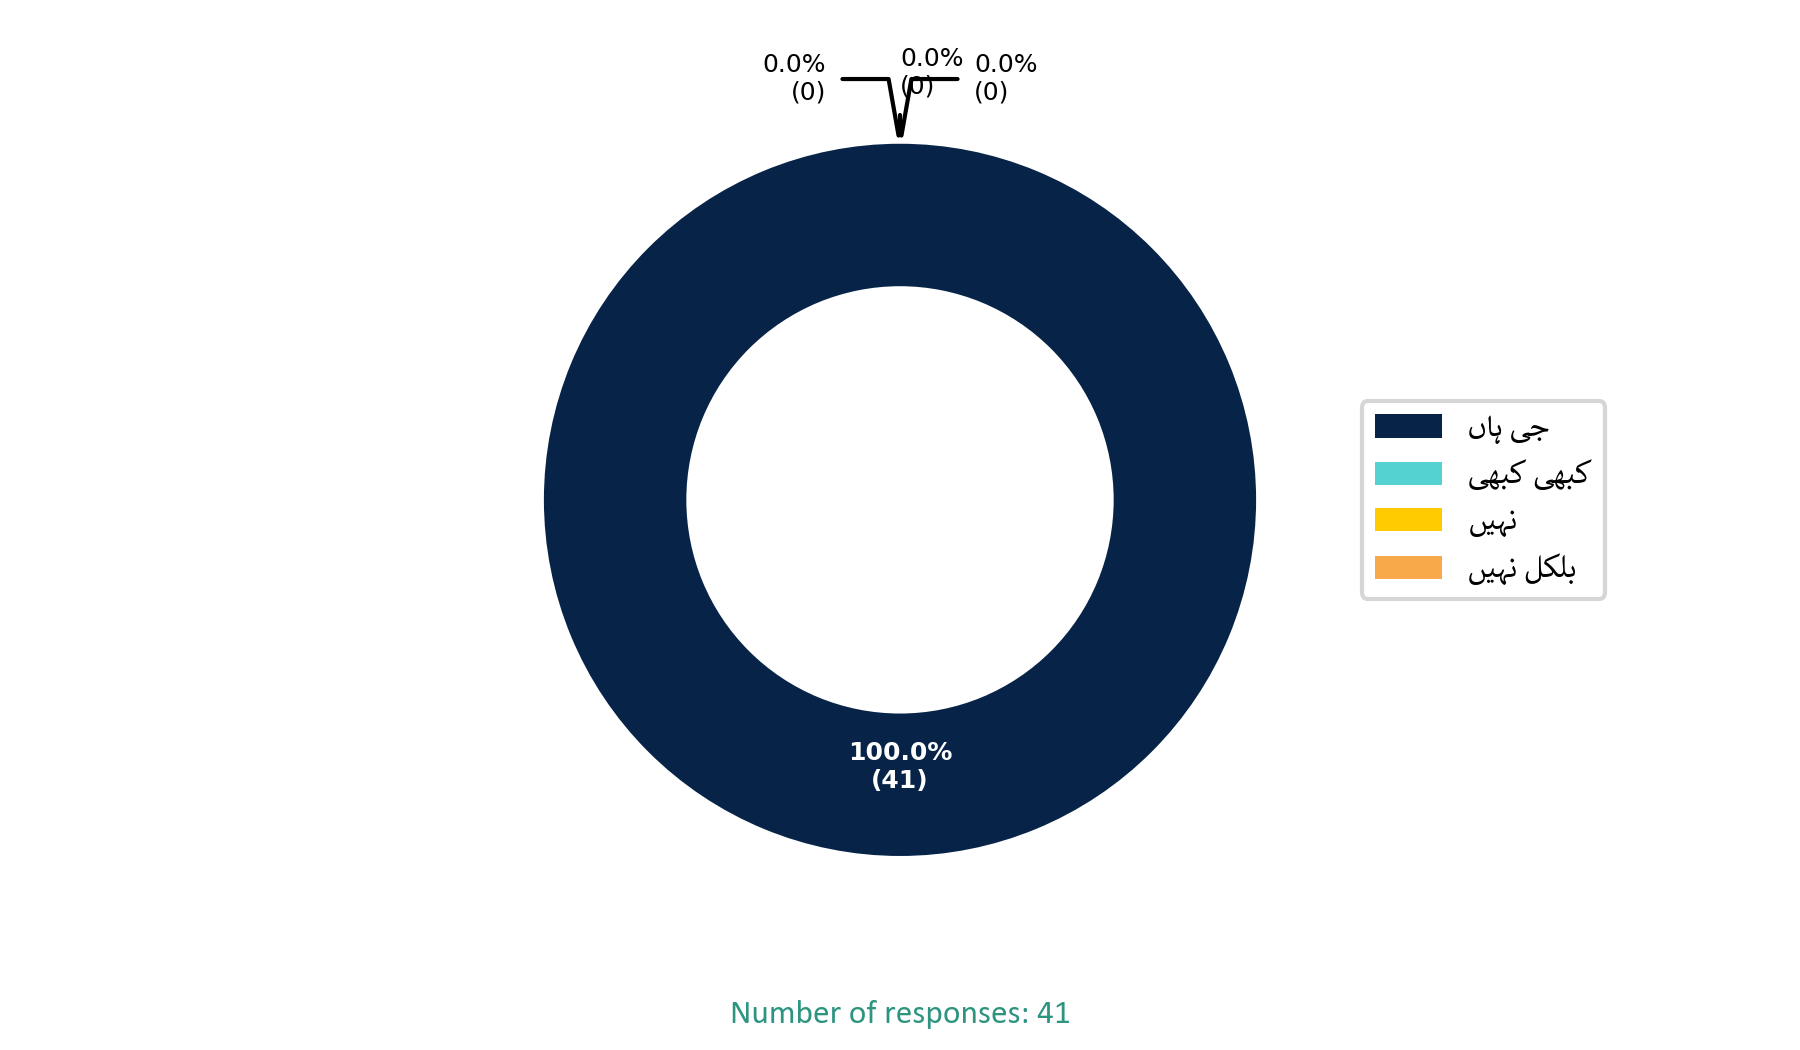 0.0%
(0)
0.0%
(0)
0.0%
(0)
جی ہاں
کبھی کبھی
نہیں
بلکل نہیں
100.0%
(41)
Number of responses: 41